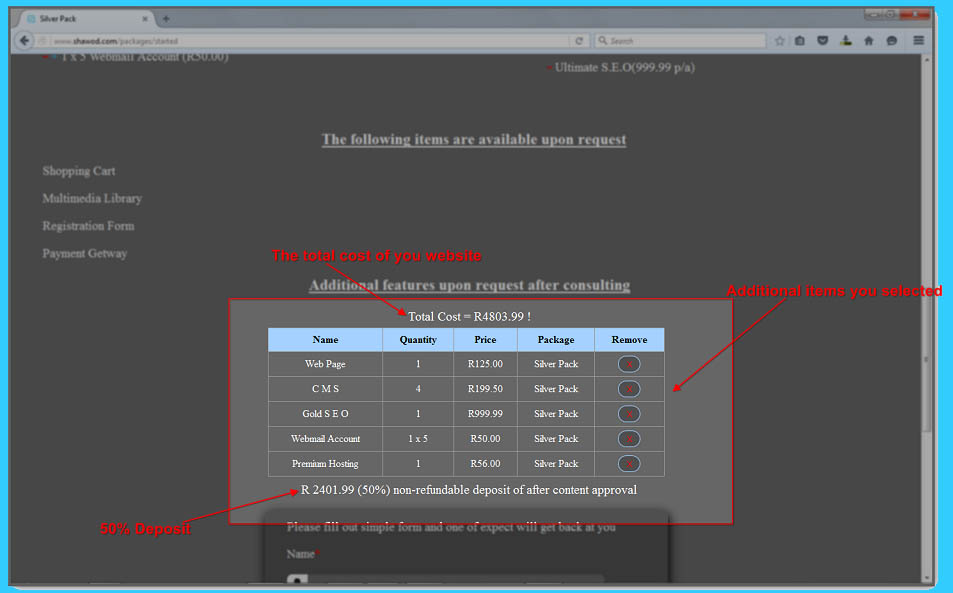 Silver Pack
www.shawod.com/packages/started
Search
1 x 5 Webmail Account (R50.00)
Ultimate S.E.O(999.99 p/a)
The following items are available upon request
Shopping Cart
Multimedia Library
Registration Form
Payment Getway
The total cost of you website
Additional features upon request after consulting
Additional items you selected
Total Cost = R4803.99 !
Name Quantity Price Package Remove
Web Page 1 R125.00 Silver Pack
C M S 4 R199.50 Silver Pack
Gold S E O 1 R999.99 Silver Pack
Webmail Account 1 x 5 R50.00 Silver Pack
Premium Hosting 1 R56.00 Silver Pack
R 2401.99 (50%) non-refundable deposit of after content approval
50% Deposit
Please fill out simple form and one of expect will get back at you
Name*